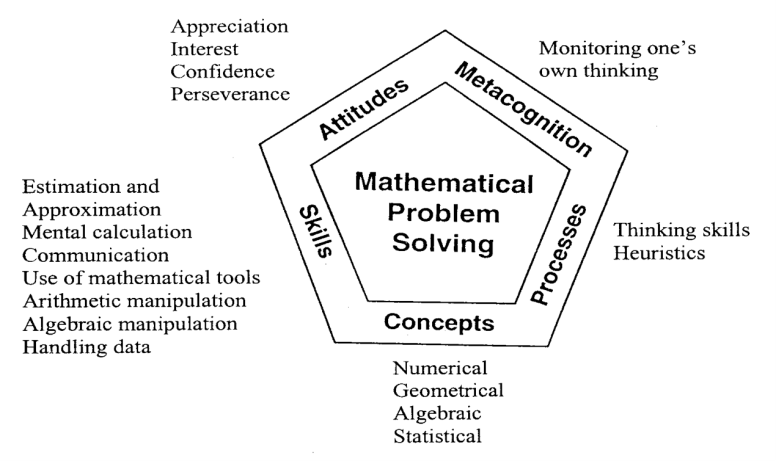 Appreciation
Interest
Confidence
Perseverance
Monitoring one's
own thinking
Attitudes
Metacognition
Mathematical
Problem
Solving
Estimation and
Approximation
Mental calculation
Communication
Use of mathematical tools
Arithmetic manipulation
Algebraic manipulation
Handling data
Skills
Processes
Thinking skills
Heuristics
Concepts
Numerical
Geometrical
Algebraic
Statistical